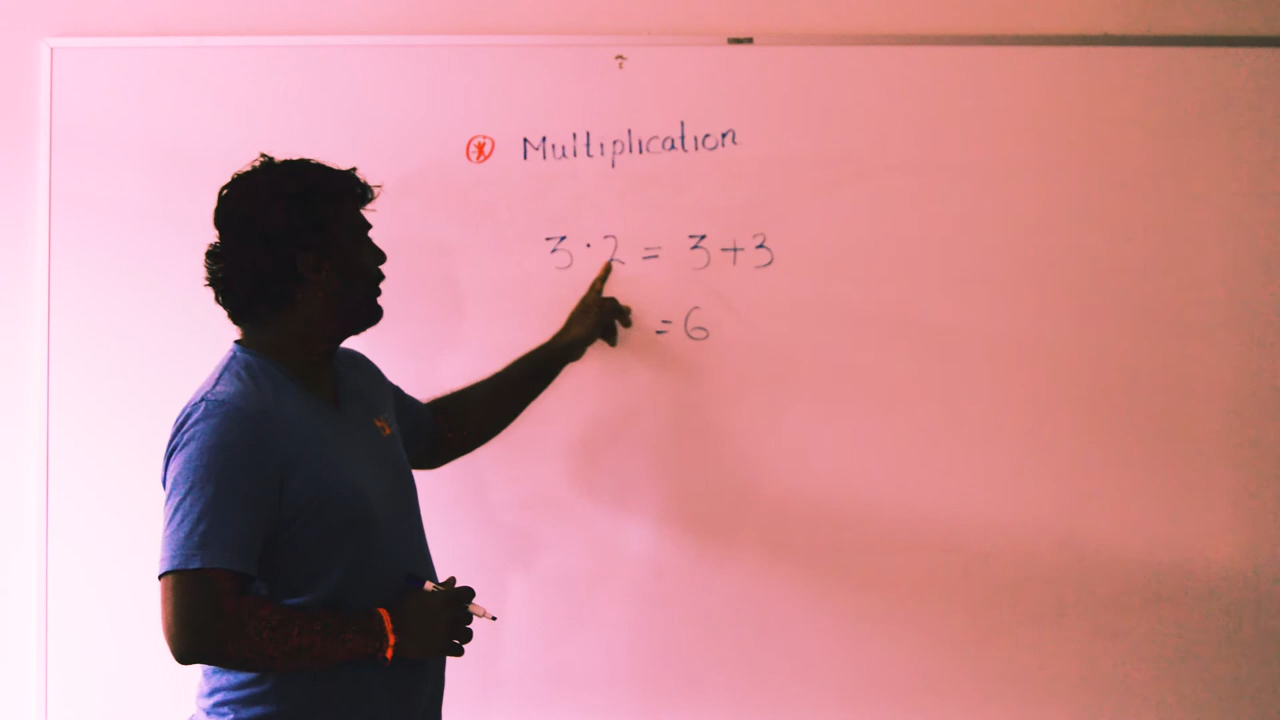 Multiplication
3 · 2 = 3 + 3
= 6